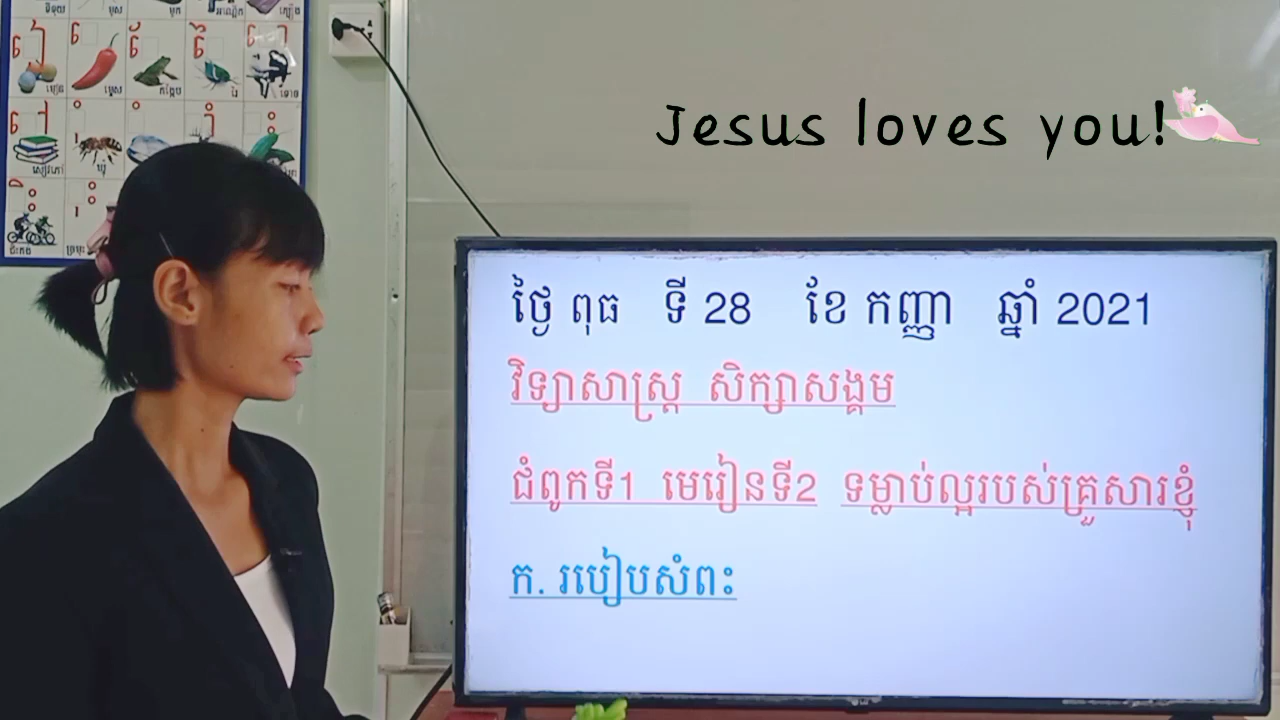 Jesus loves you!
ថ្ងៃ ពុធ ទី 28 ខែ កញ្ញា ឆ្នាំ 2021
វិទ្យាសាស្ត្រ សិក្សាសង្គម
ជំពូកទី1 មេរៀនទី2 ទម្លាប់ល្អរបស់គ្រួសារខ្ញុំ
ក. របៀបសំពះ